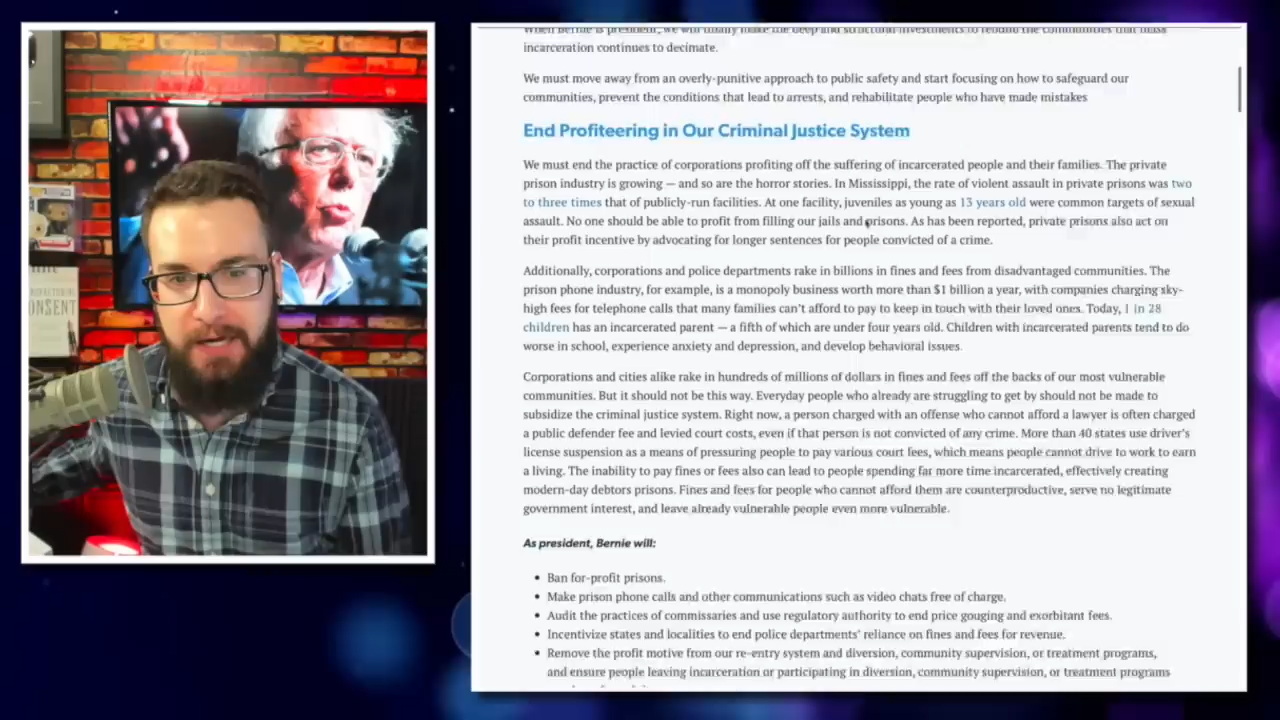 When Bernie is president, we will finally make the deep and structural investments to rebuild the communities that mass
incarceration continues to decimate.
We must move away from an overly-punitive approach to public safety and start focusing on how to safeguard our
communities, prevent the conditions that lead to arrests, and rehabilitate people who have made mistakes
End Profiteering in Our Criminal Justice System
We must end the practice of corporations profiting off the suffering of incarcerated people and their families. The private
prison industry is growing — and so are the horror stories. In Mississippi, the rate of violent assault in private prisons was two
to three times that of publicly-run facilities. At one facility, juveniles as young as 13 years old were common targets of sexual
assault. No one should be able to profit from filling our jails and prisons. As has been reported, private prisons also act on
their profit incentive by advocating for longer sentences for people convicted of a crime.
Additionally, corporations and police departments rake in billions in fines and fees from disadvantaged communities. The
prison phone industry, for example, is a monopoly business worth more than $1 billion a year, with companies charging sky-
high fees for telephone calls that many families can't afford to pay to keep in touch with their loved ones. Today, 1 in 28
children has an incarcerated parent — a fifth of which are under four years old. Children with incarcerated parents tend to do
worse in school, experience anxiety and depression, and develop behavioral issues.
Corporations and cities alike rake in hundreds of millions of dollars in fines and fees off the backs of our most vulnerable
communities. But it should not be this way. Everyday people who already are struggling to get by should not be made to
subsidize the criminal justice system. Right now, a person charged with an offense who cannot afford a lawyer is often charged
a public defender fee and levied court costs, even if that person is not convicted of any crime. More than 40 states use driver's
license suspension as a means of pressuring people to pay various court fees, which means people cannot drive to work to earn
a living. The inability to pay fines or fees also can lead to people spending far more time incarcerated, effectively creating
modern-day debtors prisons. Fines and fees for people who cannot afford them are counterproductive, serve no legitimate
government interest, and leave already vulnerable people even more vulnerable.
As president, Bernie will:
• Ban for-profit prisons.
• Make prison phone calls and other communications such as video chats free of charge.
• Audit the practices of commissaries and use regulatory authority to end price gouging and exorbitant fees.
• Incentivize states and localities to end police departments' reliance on fines and fees for revenue.
• Remove the profit motive from our re-entry system and diversion, community supervision, or treatment programs,
and ensure people leaving incarceration or participating in diversion, community supervision, or treatment programs
ONSENT